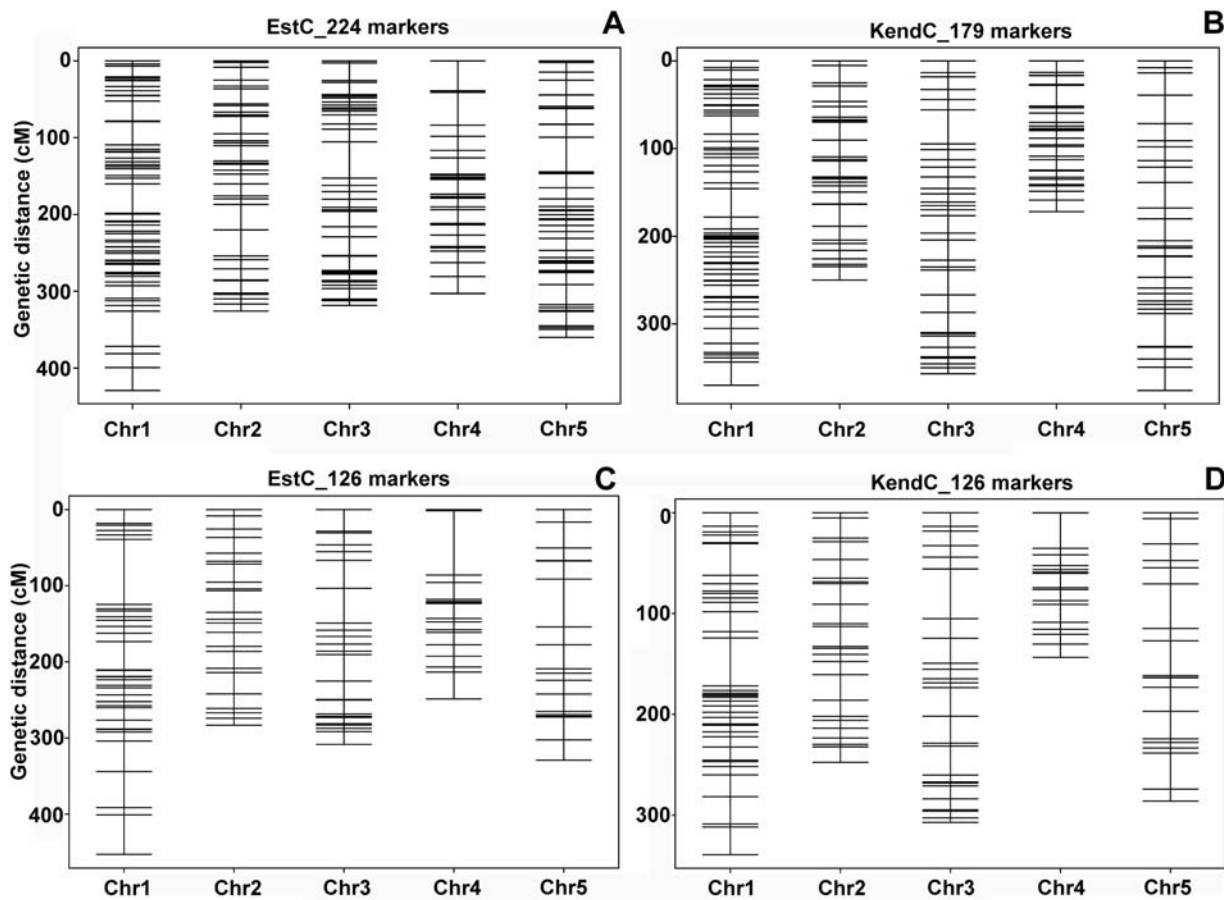 EstC_224 markers
A
Genetic distance (cM)
0
100
200
300
400
Chr1 Chr2 Chr3 Chr4 Chr5
KendC_179 markers
B
0
100
200
300
Chr1 Chr2 Chr3 Chr4 Chr5
EstC_126 markers
C
Genetic distance (cM)
0
100
200
300
400
Chr1 Chr2 Chr3 Chr4 Chr5
KendC_126 markers
D
0
100
200
300
Chr1 Chr2 Chr3 Chr4 Chr5